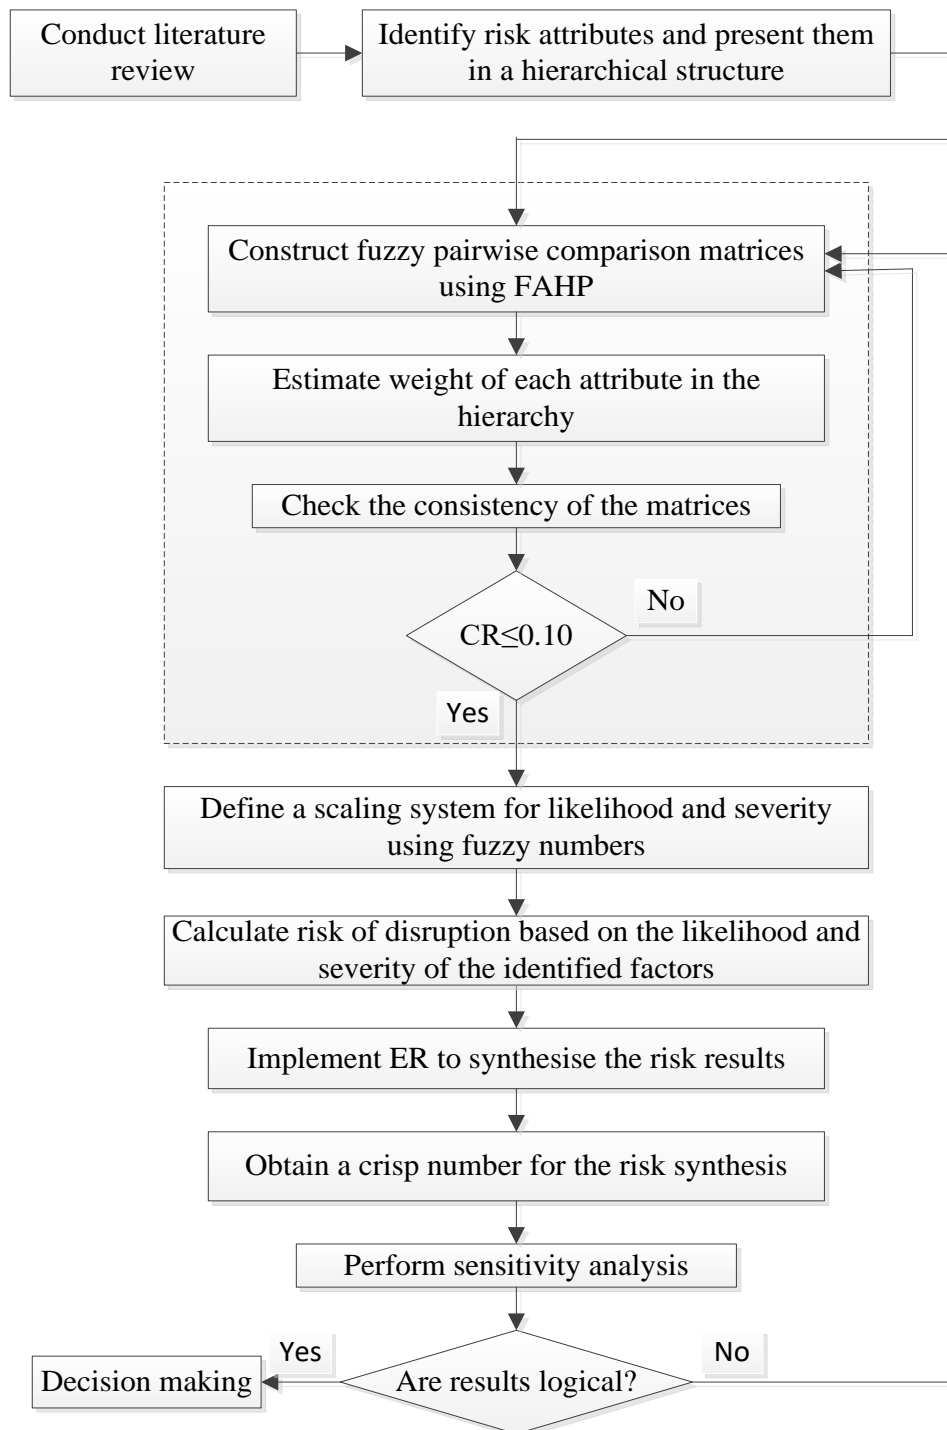 Conduct literature
review
Identify risk attributes and present them
in a hierarchical structure
Construct fuzzy pairwise comparison matrices
using FAHP
Estimate weight of each attribute in the
hierarchy
Check the consistency of the matrices
CR≤0.10
No
Yes
Define a scaling system for likelihood and severity
using fuzzy numbers
Calculate risk of disruption based on the likelihood and
severity of the identified factors
Implement ER to synthesise the risk results
Obtain a crisp number for the risk synthesis
Perform sensitivity analysis
Are results logical?
Yes
No
Decision making